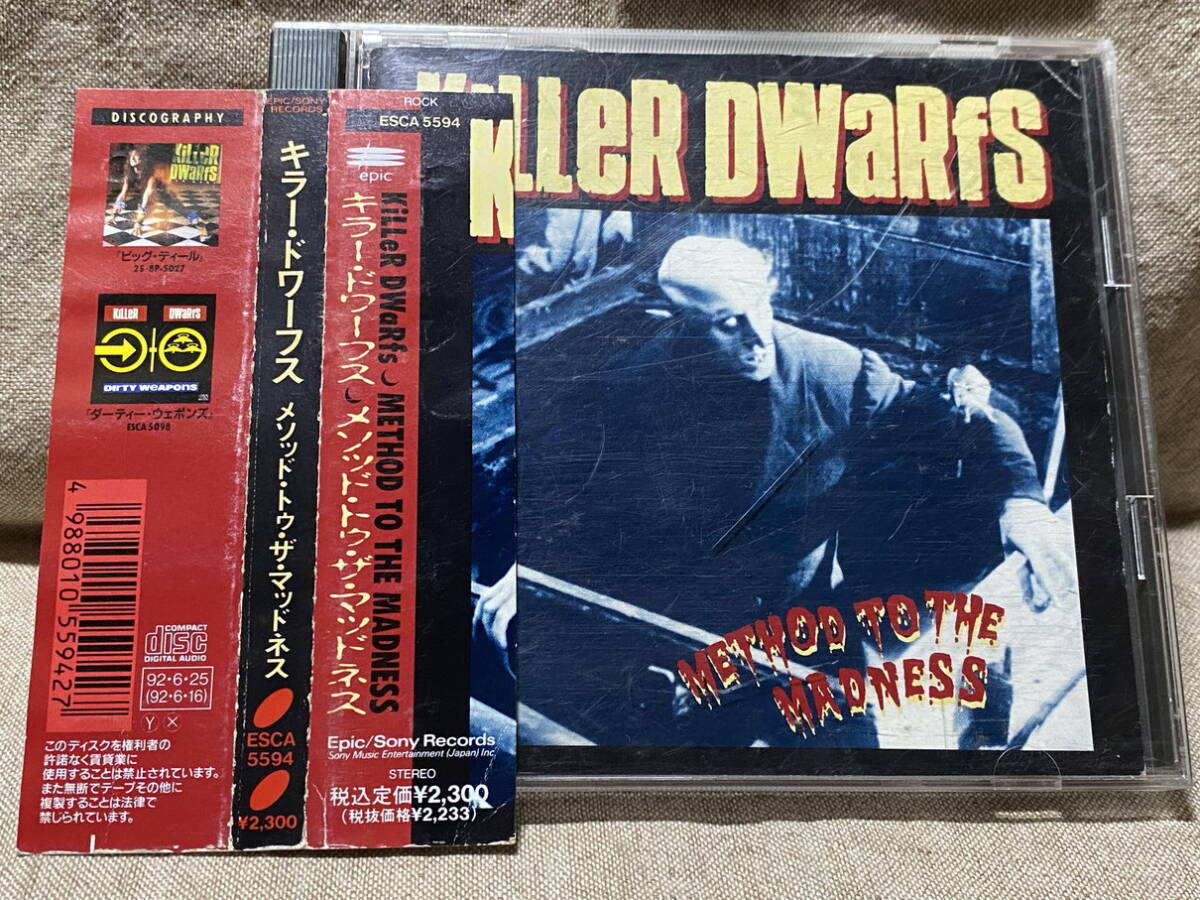 DISCOGRAPHY
KiLLeR
DWaRfS
『ビッグ・ディール』
25・8P-5027
KiLLeR DWaRfS
DiRTY WeaPOnS
『ダーティー・ウェポンズ』
ESCA 5098
4 988010 559427
COMPACT
disc
DIGITAL AUDIO
92・6・25
(92・6・16)
Y X
このディスクを権利者の
許諾なく賃貸業に
使用することは禁止されています。
また無断でテープその他に
複製することは法律で
禁じられています。
EPIC/SONY
RECORDS
キラー・ドワーフス メソッド・トゥ・ザ・マッドネス
ESCA
5594
¥2,300
ROCK
ESCA 5594
epic
KiLLeR DWaRfS METHOD TO THE MADNESS
キラー・ドワーフス メソッド・トゥ・ザ・マッドネス
Epic/Sony Records
Sony Music Entertainment (Japan) Inc.
STEREO
税込定価¥2,300
(税抜価格¥2,233)
KiLLeR DWaRfS
METHOD TO THE
MADNESS